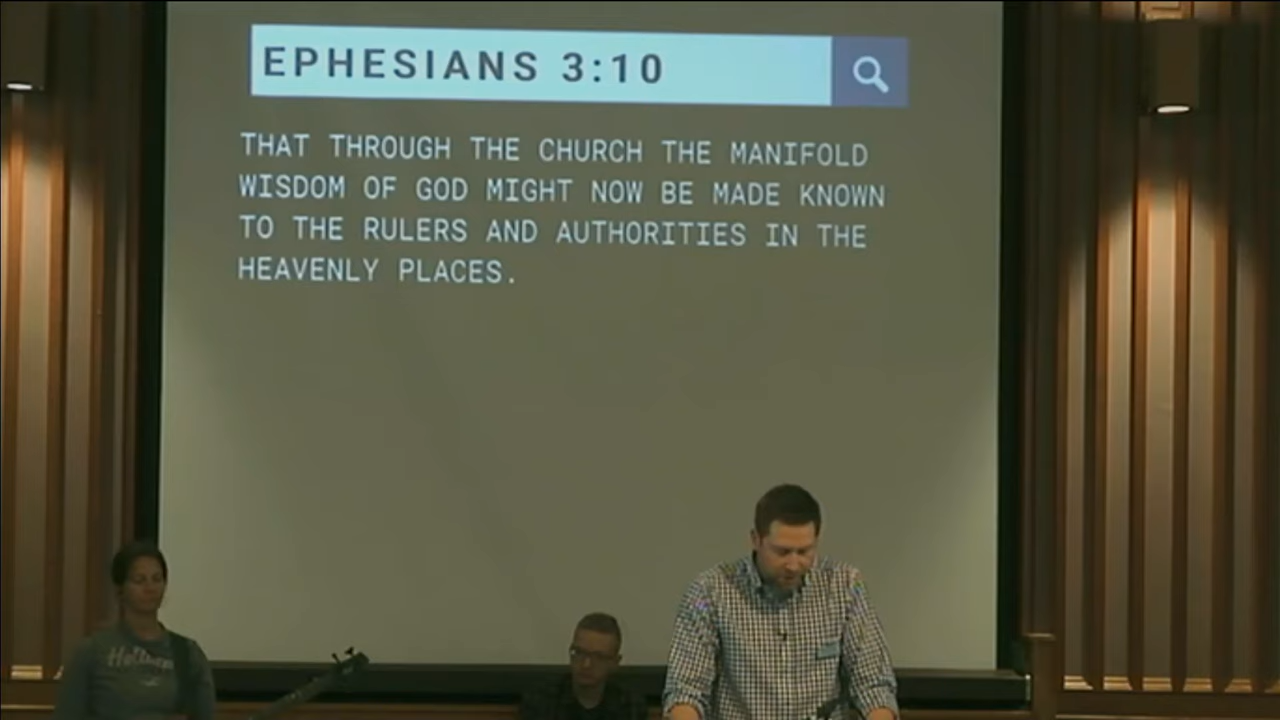 EPHESIANS 3:10
THAT THROUGH THE CHURCH THE MANIFOLD
WISDOM OF GOD MIGHT NOW BE MADE KNOWN
TO THE RULERS AND AUTHORITIES IN THE
HEAVENLY PLACES.